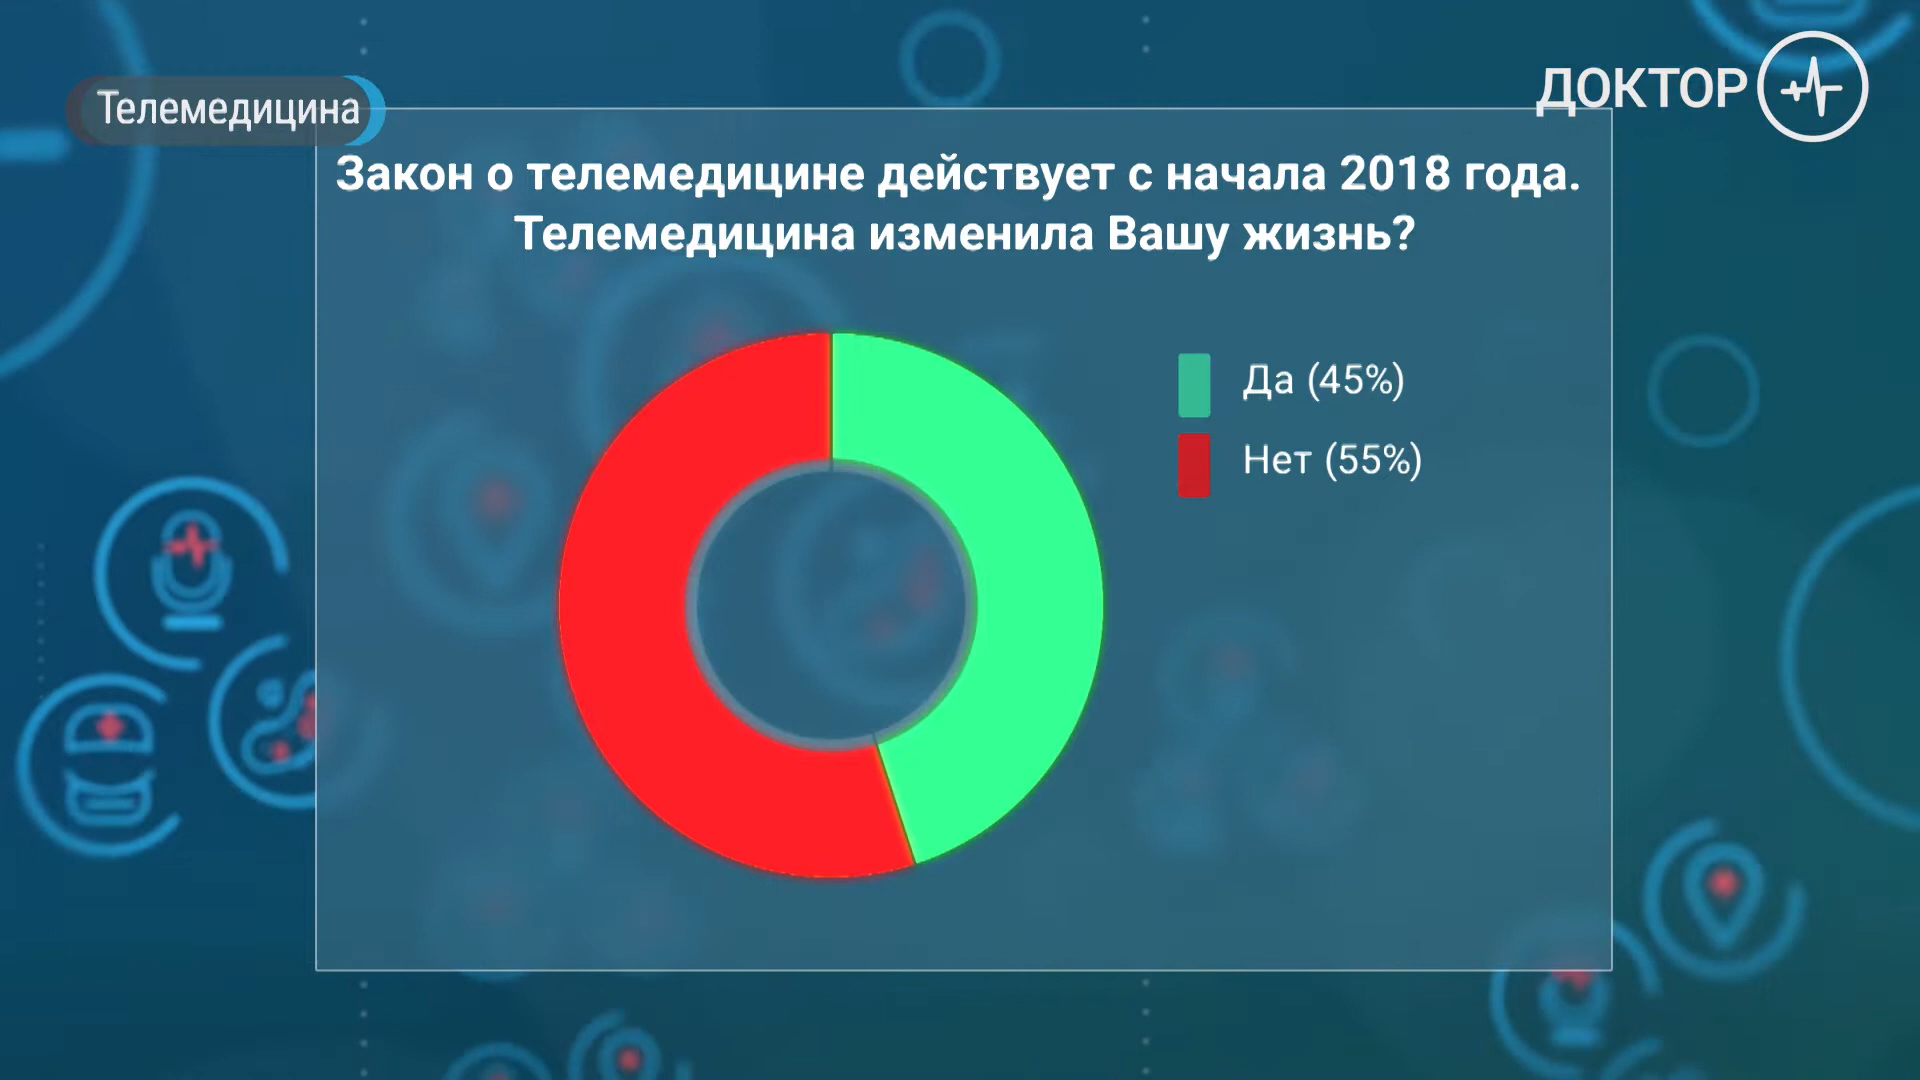 Телемедицина
ДОКТОР
Закон о телемедицине действует с начала 2018 года.
Телемедицина изменила Вашу жизнь?
Да (45%)
Нет (55%)